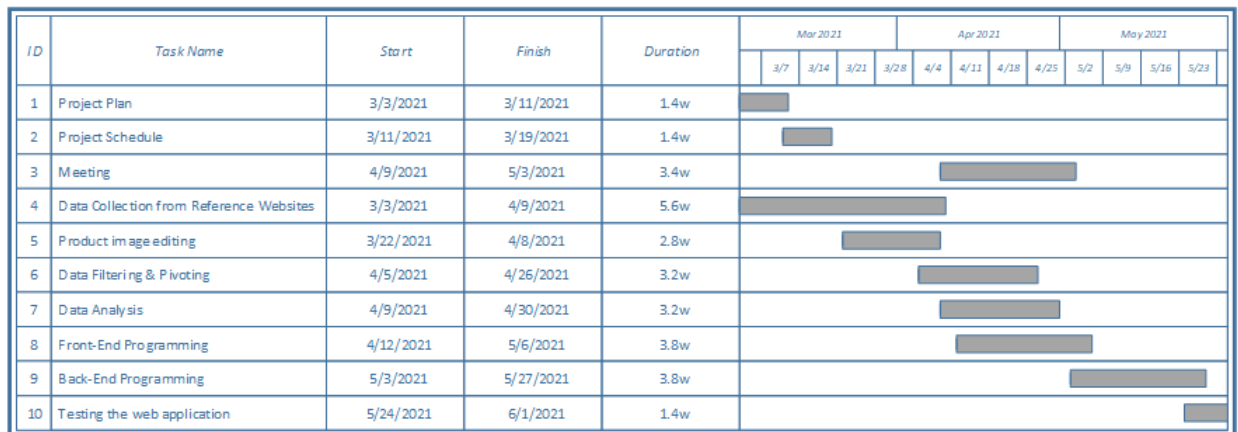 ID Task Name Start Finish Duration Mar 2021 Apr 2021 May 2021
3/7 3/14 3/21 3/28 4/4 4/11 4/18 4/25 5/2 5/9 5/16 5/23
1 Project Plan 3/3/2021 3/11/2021 1.4w
2 Project Schedule 3/11/2021 3/19/2021 1.4w
3 Meeting 4/9/2021 5/3/2021 3.4w
4 Data Collection from Reference Websites 3/3/2021 4/9/2021 5.6w
5 Product image editing 3/22/2021 4/8/2021 2.8w
6 Data Filtering & Pivoting 4/5/2021 4/26/2021 3.2w
7 Data Analysis 4/9/2021 4/30/2021 3.2w
8 Front-End Programming 4/12/2021 5/6/2021 3.8w
9 Back-End Programming 5/3/2021 5/27/2021 3.8w
10 Testing the web application 5/24/2021 6/1/2021 1.4w